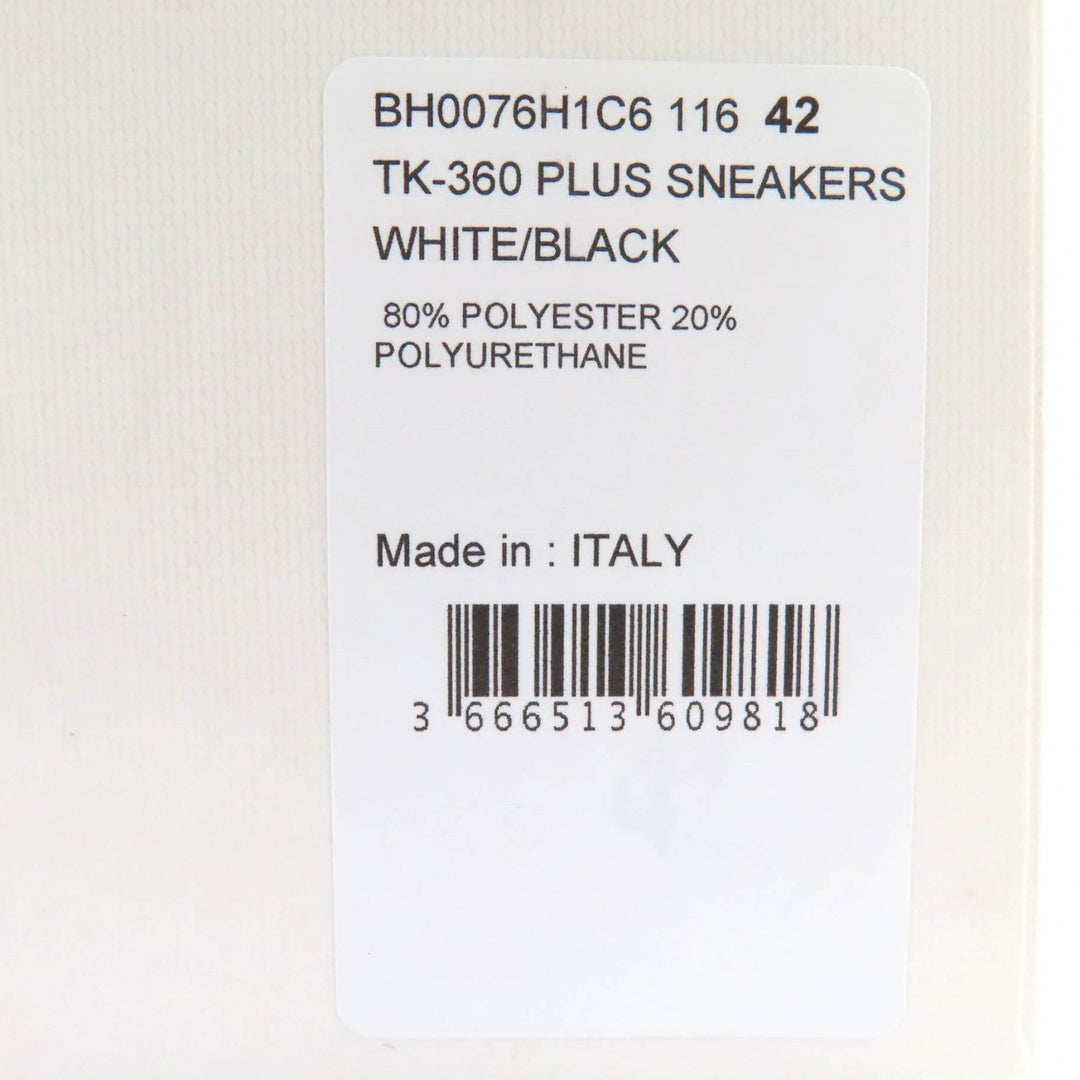 BH0076H1C6 116 42
TK-360 PLUS SNEAKERS
WHITE/BLACK
80% POLYESTER 20%
POLYURETHANE
Made in : ITALY
3 666513 609818